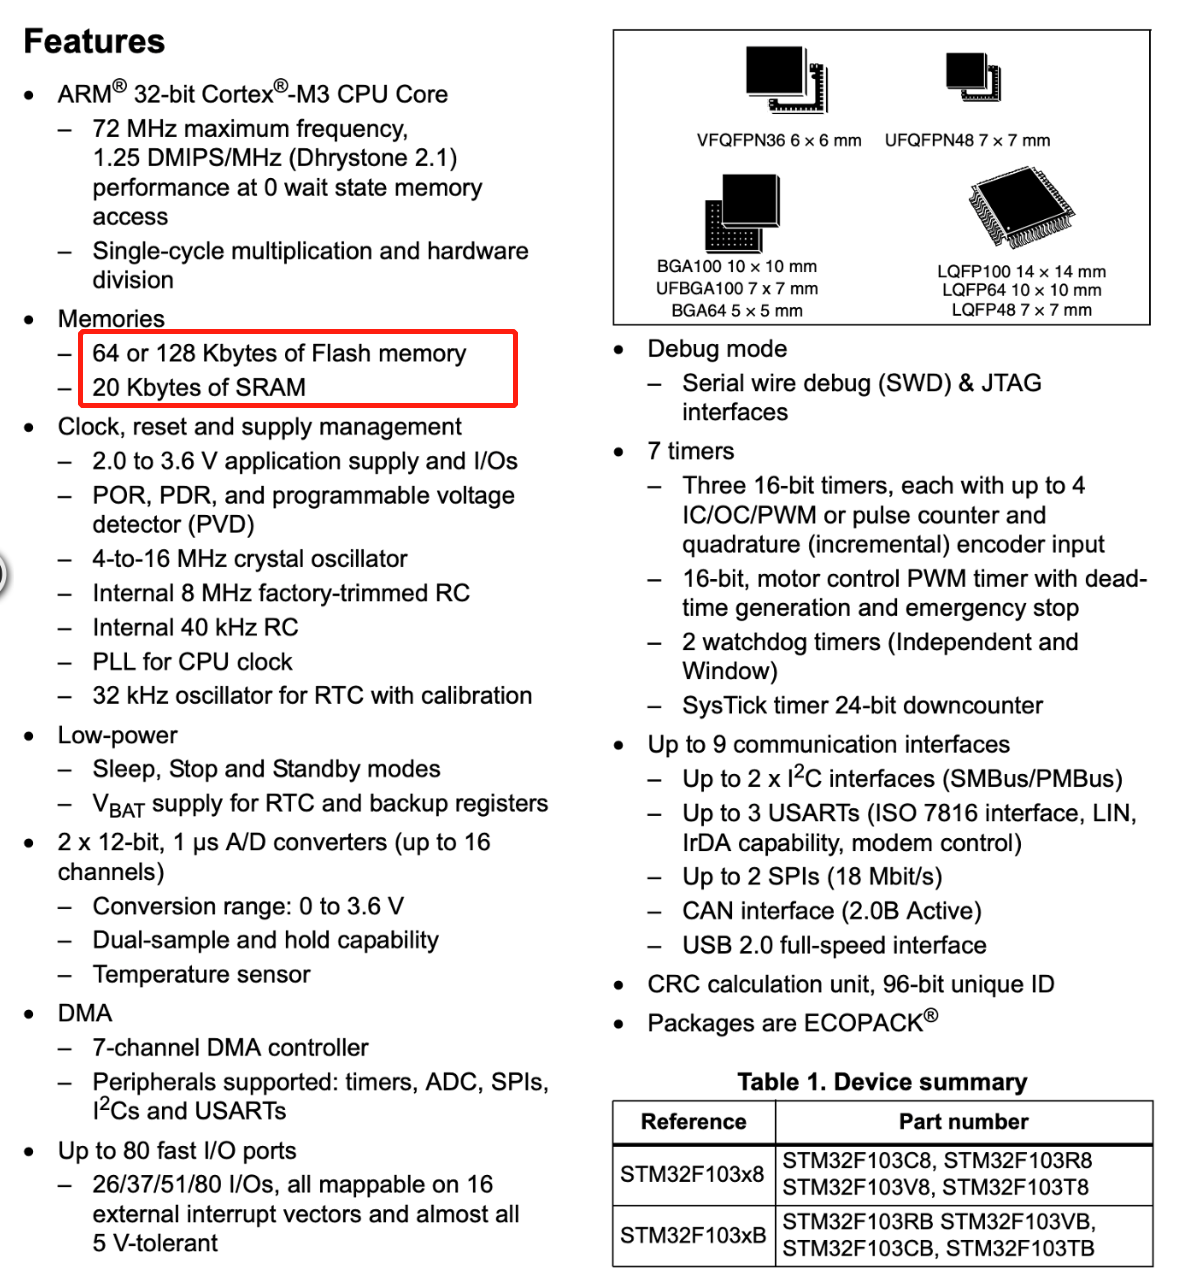 Features
• ARM® 32-bit Cortex®-M3 CPU Core
– 72 MHz maximum frequency,
1.25 DMIPS/MHz (Dhrystone 2.1)
performance at 0 wait state memory
access
– Single-cycle multiplication and hardware
division
• Memories
– 64 or 128 Kbytes of Flash memory
– 20 Kbytes of SRAM
• Clock, reset and supply management
– 2.0 to 3.6 V application supply and I/Os
– POR, PDR, and programmable voltage
detector (PVD)
– 4-to-16 MHz crystal oscillator
– Internal 8 MHz factory-trimmed RC
– Internal 40 kHz RC
– PLL for CPU clock
– 32 kHz oscillator for RTC with calibration
• Low-power
– Sleep, Stop and Standby modes
– VBAT supply for RTC and backup registers
• 2 x 12-bit, 1 µs A/D converters (up to 16
channels)
– Conversion range: 0 to 3.6 V
– Dual-sample and hold capability
– Temperature sensor
• DMA
– 7-channel DMA controller
– Peripherals supported: timers, ADC, SPIs,
I²Cs and USARTs
• Up to 80 fast I/O ports
– 26/37/51/80 I/Os, all mappable on 16
external interrupt vectors and almost all
5 V-tolerant
VFQFPN36 6 × 6 mm
UFQFPN48 7 × 7 mm
BGA100 10 × 10 mm
UFBGA100 7 x 7 mm
BGA64 5 × 5 mm
LQFP100 14 × 14 mm
LQFP64 10 × 10 mm
LQFP48 7 × 7 mm
• Debug mode
– Serial wire debug (SWD) & JTAG
interfaces
• 7 timers
– Three 16-bit timers, each with up to 4
IC/OC/PWM or pulse counter and
quadrature (incremental) encoder input
– 16-bit, motor control PWM timer with dead-
time generation and emergency stop
– 2 watchdog timers (Independent and
Window)
– SysTick timer 24-bit downcounter
• Up to 9 communication interfaces
– Up to 2 x I²C interfaces (SMBus/PMBus)
– Up to 3 USARTs (ISO 7816 interface, LIN,
IrDA capability, modem control)
– Up to 2 SPIs (18 Mbit/s)
– CAN interface (2.0B Active)
– USB 2.0 full-speed interface
• CRC calculation unit, 96-bit unique ID
• Packages are ECOPACK®
Table 1. Device summary
Reference Part number
STM32F103x8 STM32F103C8, STM32F103R8
STM32F103V8, STM32F103T8
STM32F103xB STM32F103RB STM32F103VB,
STM32F103CB, STM32F103TB